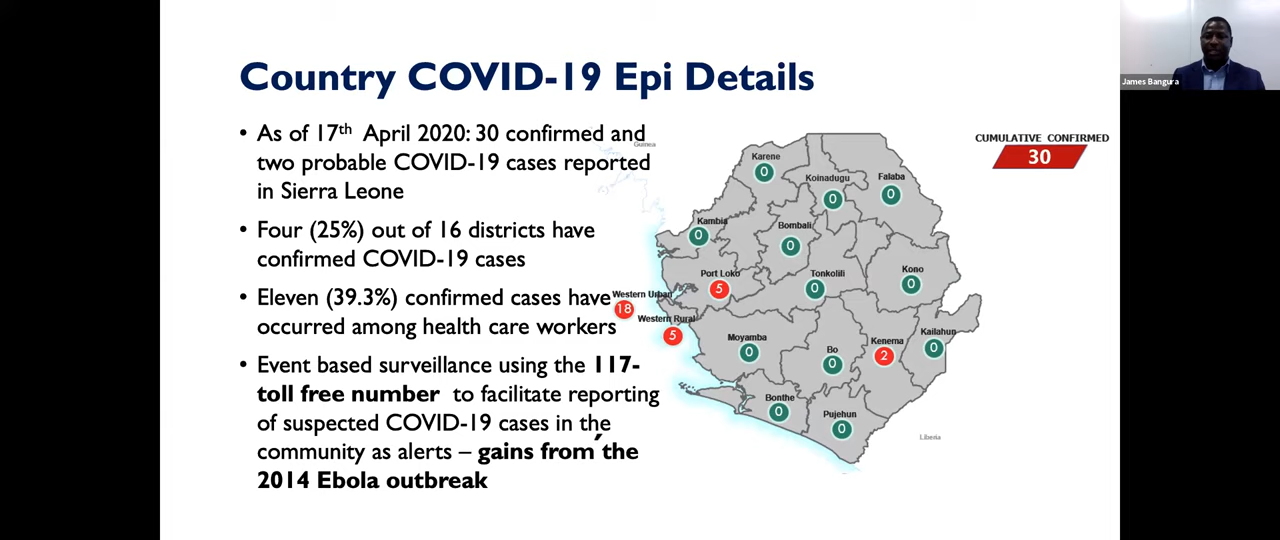 Country COVID-19 Epi Details
• As of 17th April 2020: 30 confirmed and
two probable COVID-19 cases reported
in Sierra Leone
• Four (25%) out of 16 districts have
confirmed COVID-19 cases
• Eleven (39.3%) confirmed cases have
occurred among health care workers
• Event based surveillance using the 117-
toll free number to facilitate reporting
of suspected COVID-19 cases in the
community as alerts – gains from the
2014 Ebola outbreak
CUMULATIVE CONFIRMED
30
Guinea
Karene
0
Koinadugu
0
Falaba
0
Kambia
0
Bombali
0
Port Loko
5
Tonkolili
0
Kono
0
Western Urban
18
Western Rural
5
Moyamba
0
Bo
0
Kenema
2
Kailahun
0
Bonthe
0
Pujehun
0
Liberia
James Bangura